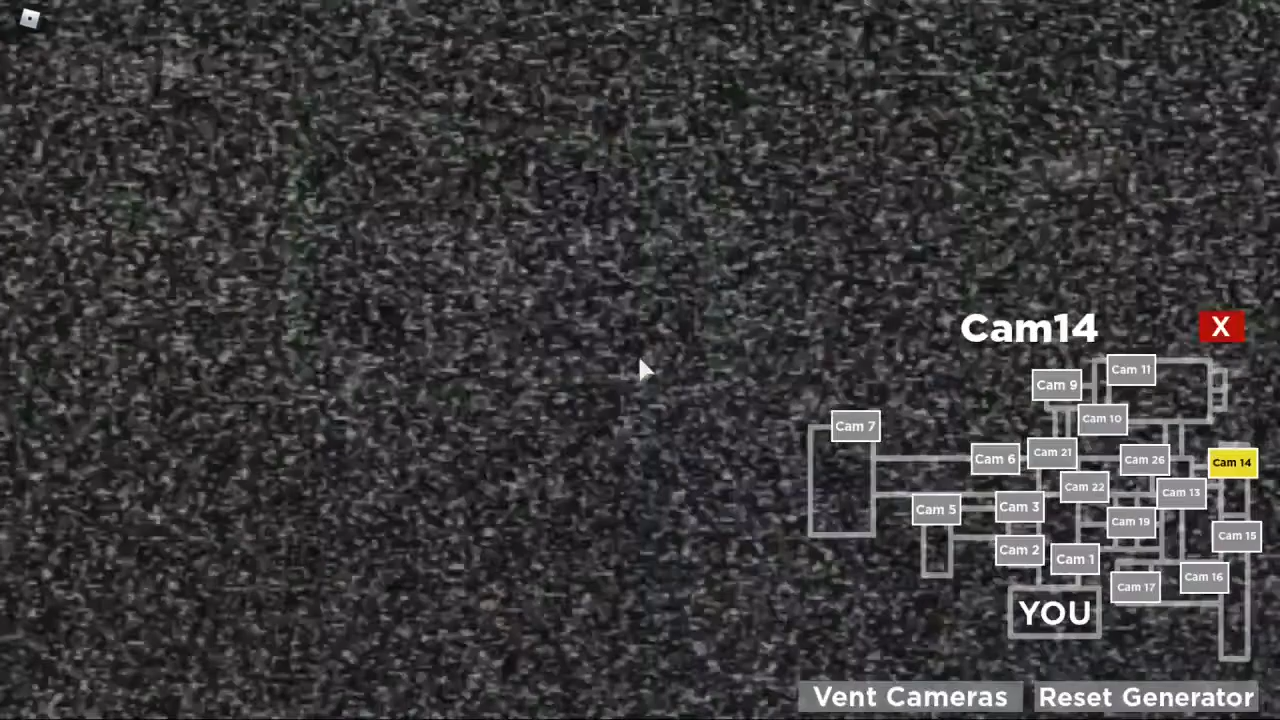 Cam14
X
Cam 11
Cam 9
Cam 10
Cam 7
Cam 21
Cam 6
Cam 26
Cam 14
Cam 22
Cam 13
Cam 3
Cam 5
Cam 19
Cam 15
Cam 2
Cam 1
Cam 16
Cam 17
YOU
Vent Cameras
Reset Generator